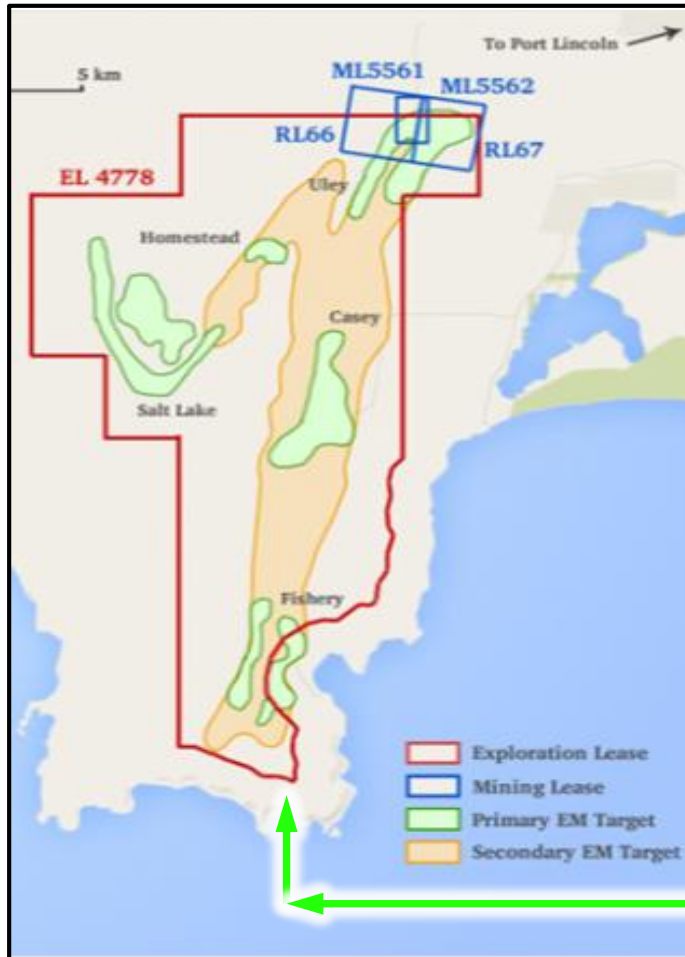 To Port Lincoln
5 km
ML5561
ML5562
RL66
RL67
EL 4778
Uley
Homestead
Casey
Salt Lake
Fishery
Exploration Lease
Mining Lease
Primary EM Target
Secondary EM Target